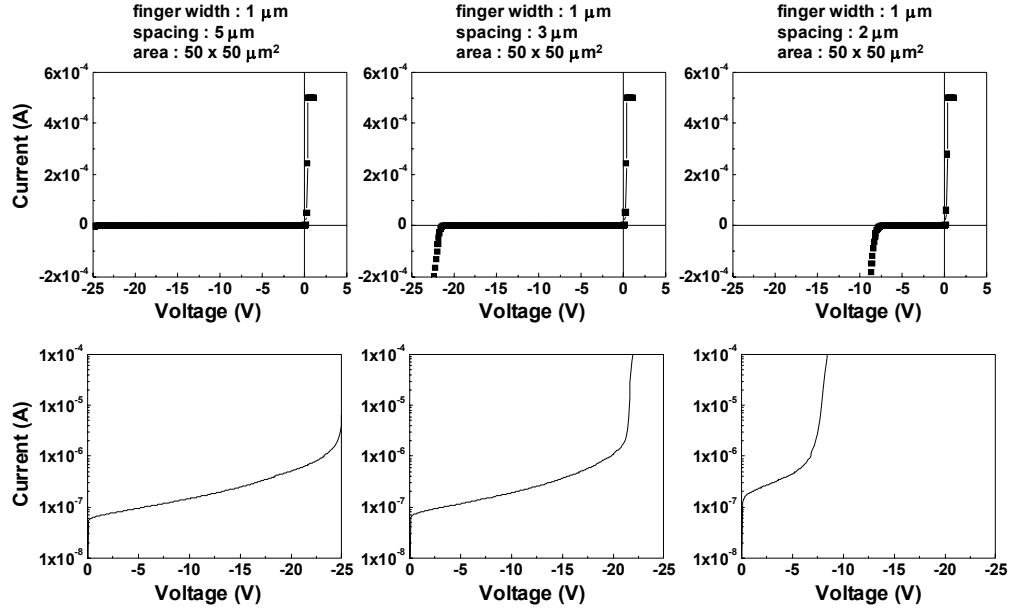 finger width : 1 μm
spacing : 5 μm
area : 50 x 50 μm²
finger width : 1 μm
spacing : 3 μm
area : 50 x 50 μm²
finger width : 1 μm
spacing : 2 μm
area : 50 x 50 μm²
Current (A)
6x10⁻⁴
4x10⁻⁴
2x10⁻⁴
0
-2x10⁻⁴
-25 -20 -15 -10 -5 0 5
Voltage (V)
6x10⁻⁴
4x10⁻⁴
2x10⁻⁴
0
-2x10⁻⁴
-25 -20 -15 -10 -5 0 5
Voltage (V)
6x10⁻⁴
4x10⁻⁴
2x10⁻⁴
0
-2x10⁻⁴
-25 -20 -15 -10 -5 0 5
Voltage (V)
Current (A)
1x10⁻⁴
1x10⁻⁵
1x10⁻⁶
1x10⁻⁷
1x10⁻⁸
0 -5 -10 -15 -20 -25
Voltage (V)
1x10⁻⁴
1x10⁻⁵
1x10⁻⁶
1x10⁻⁷
1x10⁻⁸
0 -5 -10 -15 -20 -25
Voltage (V)
1x10⁻⁴
1x10⁻⁵
1x10⁻⁶
1x10⁻⁷
1x10⁻⁸
0 -5 -10 -15 -20 -25
Voltage (V)